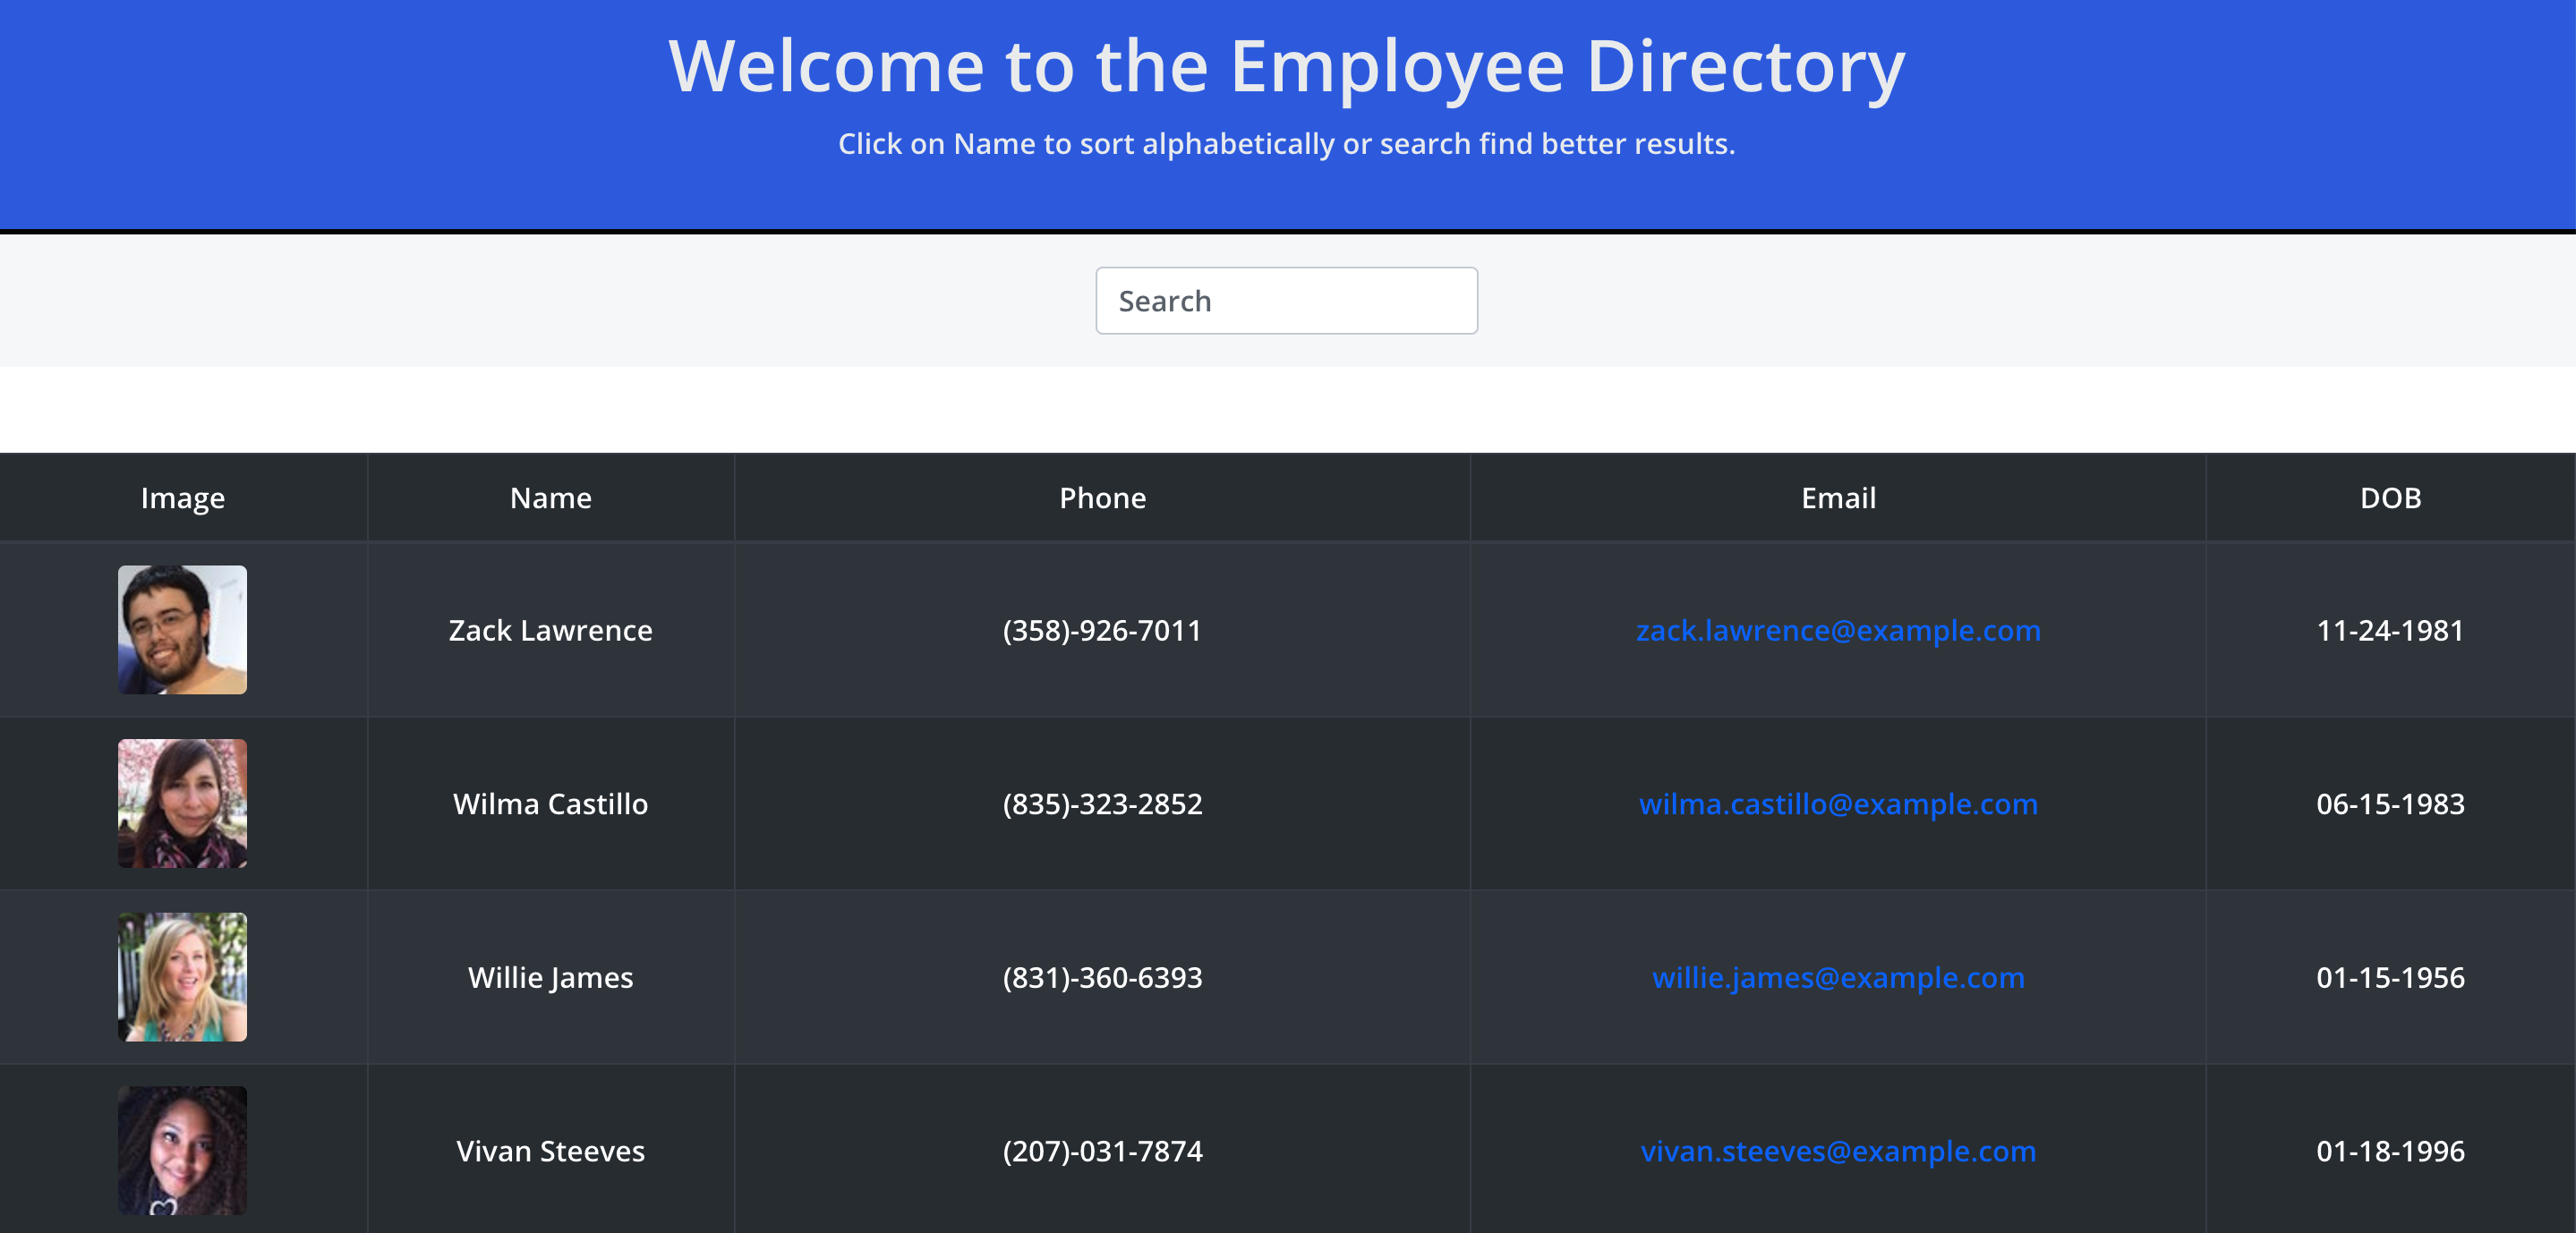 Welcome to the Employee Directory
Click on Name to sort alphabetically or search find better results.
Search
Image Name Phone Email DOB
Zack Lawrence (358)-926-7011 zack.lawrence@example.com 11-24-1981
Wilma Castillo (835)-323-2852 wilma.castillo@example.com 06-15-1983
Willie James (831)-360-6393 willie.james@example.com 01-15-1956
Vivan Steeves (207)-031-7874 vivan.steeves@example.com 01-18-1996